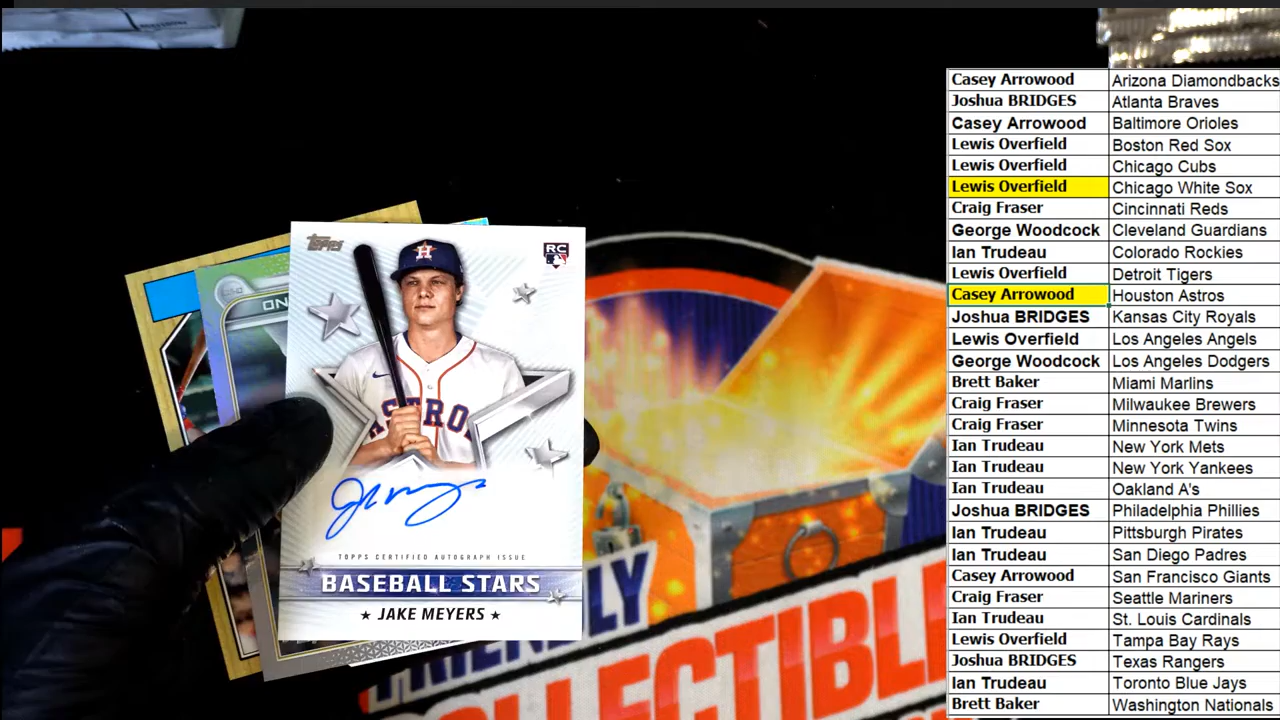 Casey Arrowood Arizona Diamondbacks
Joshua BRIDGES Atlanta Braves
Casey Arrowood Baltimore Orioles
Lewis Overfield Boston Red Sox
Lewis Overfield Chicago Cubs
Lewis Overfield Chicago White Sox
Craig Fraser Cincinnati Reds
George Woodcock Cleveland Guardians
Ian Trudeau Colorado Rockies
Lewis Overfield Detroit Tigers
Casey Arrowood Houston Astros
Joshua BRIDGES Kansas City Royals
Lewis Overfield Los Angeles Angels
George Woodcock Los Angeles Dodgers
Brett Baker Miami Marlins
Craig Fraser Milwaukee Brewers
Craig Fraser Minnesota Twins
Ian Trudeau New York Mets
Ian Trudeau New York Yankees
Ian Trudeau Oakland A's
Joshua BRIDGES Philadelphia Phillies
Ian Trudeau Pittsburgh Pirates
Ian Trudeau San Diego Padres
Casey Arrowood San Francisco Giants
Craig Fraser Seattle Mariners
Ian Trudeau St. Louis Cardinals
Lewis Overfield Tampa Bay Rays
Joshua BRIDGES Texas Rangers
Ian Trudeau Toronto Blue Jays
Brett Baker Washington Nationals
Topps
RC
H
ASTRO
TOPPS CERTIFIED AUTOGRAPH ISSUE
BASEBALL STARS
★ JAKE MEYERS ★
ON
FRIENDLY
COLLECTIBLE